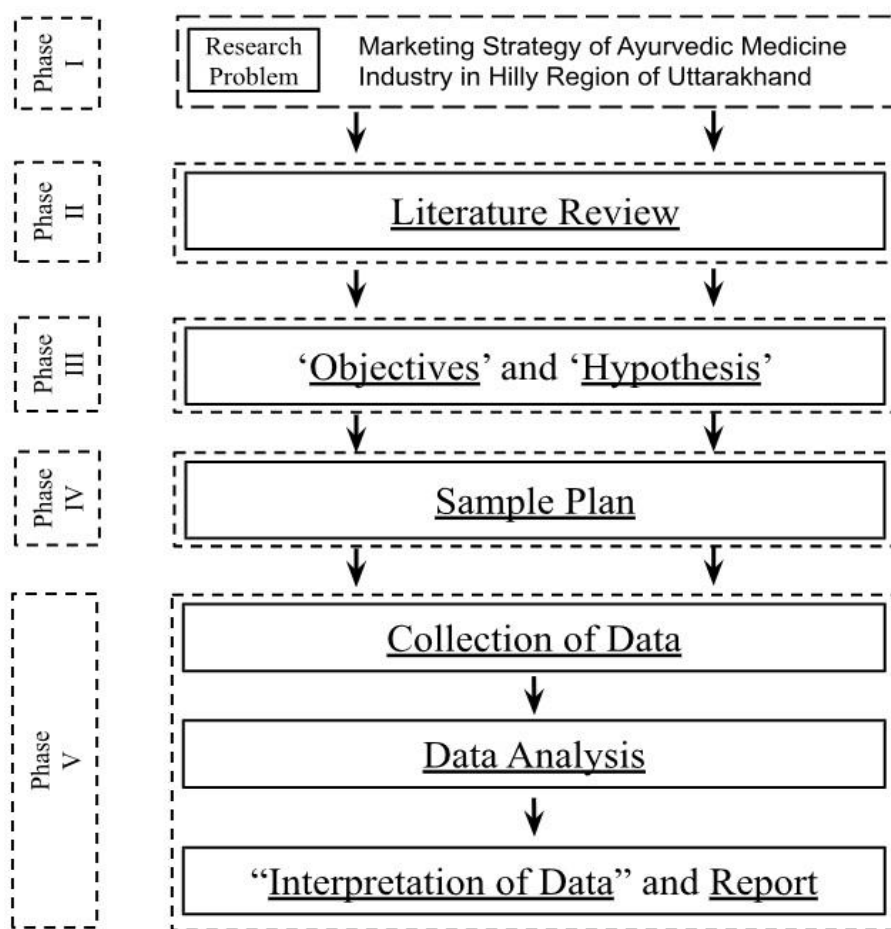 Phase
I
Research
Problem
Marketing Strategy of Ayurvedic Medicine
Industry in Hilly Region of Uttarakhand
Phase
II
Literature Review
Phase
III
‘Objectives’ and ‘Hypothesis’
Phase
IV
Sample Plan
Phase
V
Collection of Data
Data Analysis
“Interpretation of Data” and Report